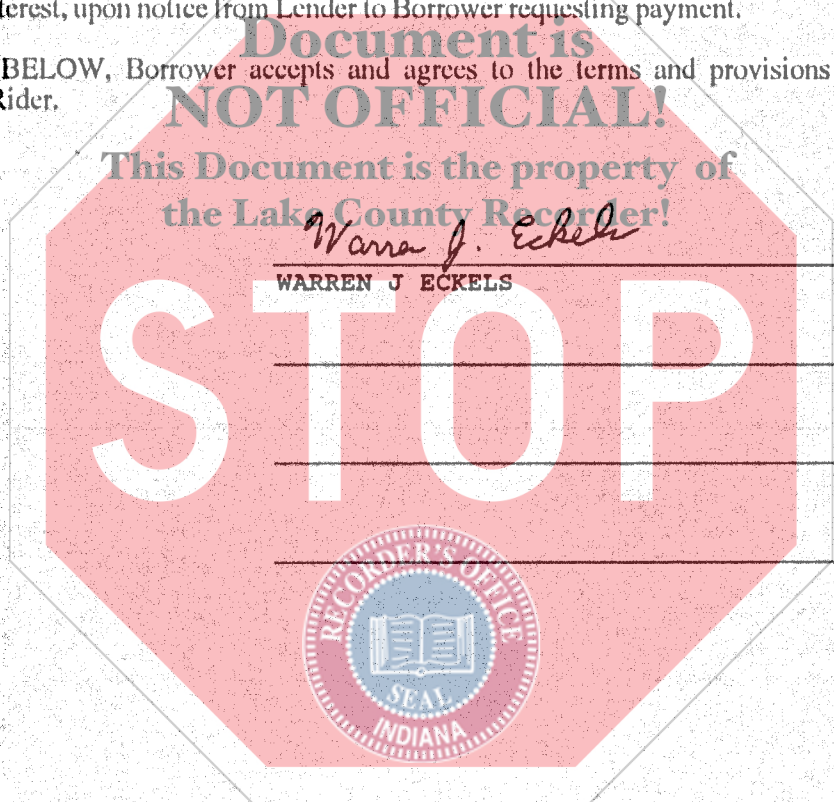 terest, upon notice from Lender to Borrower requesting payment.
Document is
BELOW, Borrower accepts and agrees to the terms and provisions
Rider.
NOT OFFICIAL!
This Document is the property of
the Lake County Recorder!
Warren J. Eckels
WARREN J ECKELS
STOP
RECORDER'S OFFICE
SEAL
INDIANA